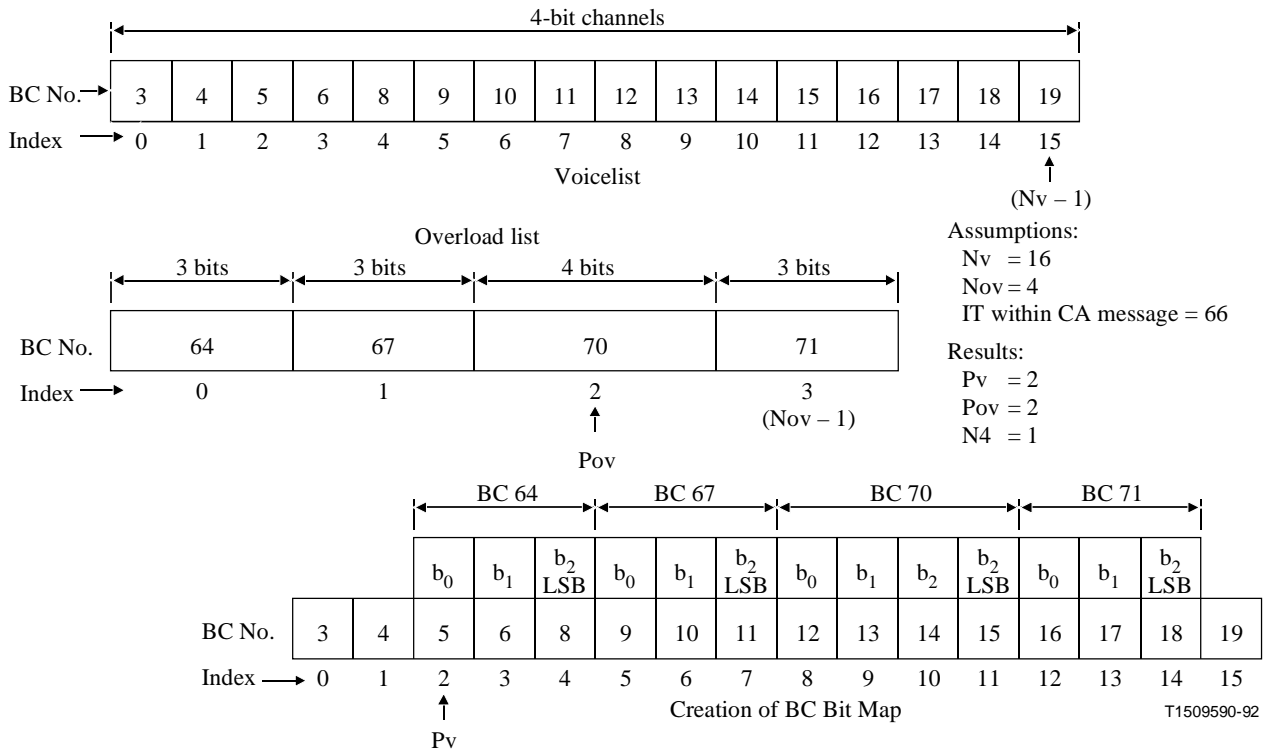 4-bit channels
BC No. 3 4 5 6 8 9 10 11 12 13 14 15 16 17 18 19
Index 0 1 2 3 4 5 6 7 8 9 10 11 12 13 14 15
Voicelist
(Nv – 1)
Overload list
3 bits 3 bits 4 bits 3 bits
BC No. 64 67 70 71
Index 0 1 2 3
(Nov – 1)
Pov
Assumptions:
Nv = 16
Nov = 4
IT within CA message = 66
Results:
Pv = 2
Pov = 2
N4 = 1
BC 64 BC 67 BC 70 BC 71
b0 b1 b2 LSB b0 b1 b2 LSB b0 b1 b2 b2 LSB b0 b1 b2 LSB
BC No. 3 4 5 6 8 9 10 11 12 13 14 15 16 17 18 19
Index 0 1 2 3 4 5 6 7 8 9 10 11 12 13 14 15
Creation of BC Bit Map
T1509590-92
Pv